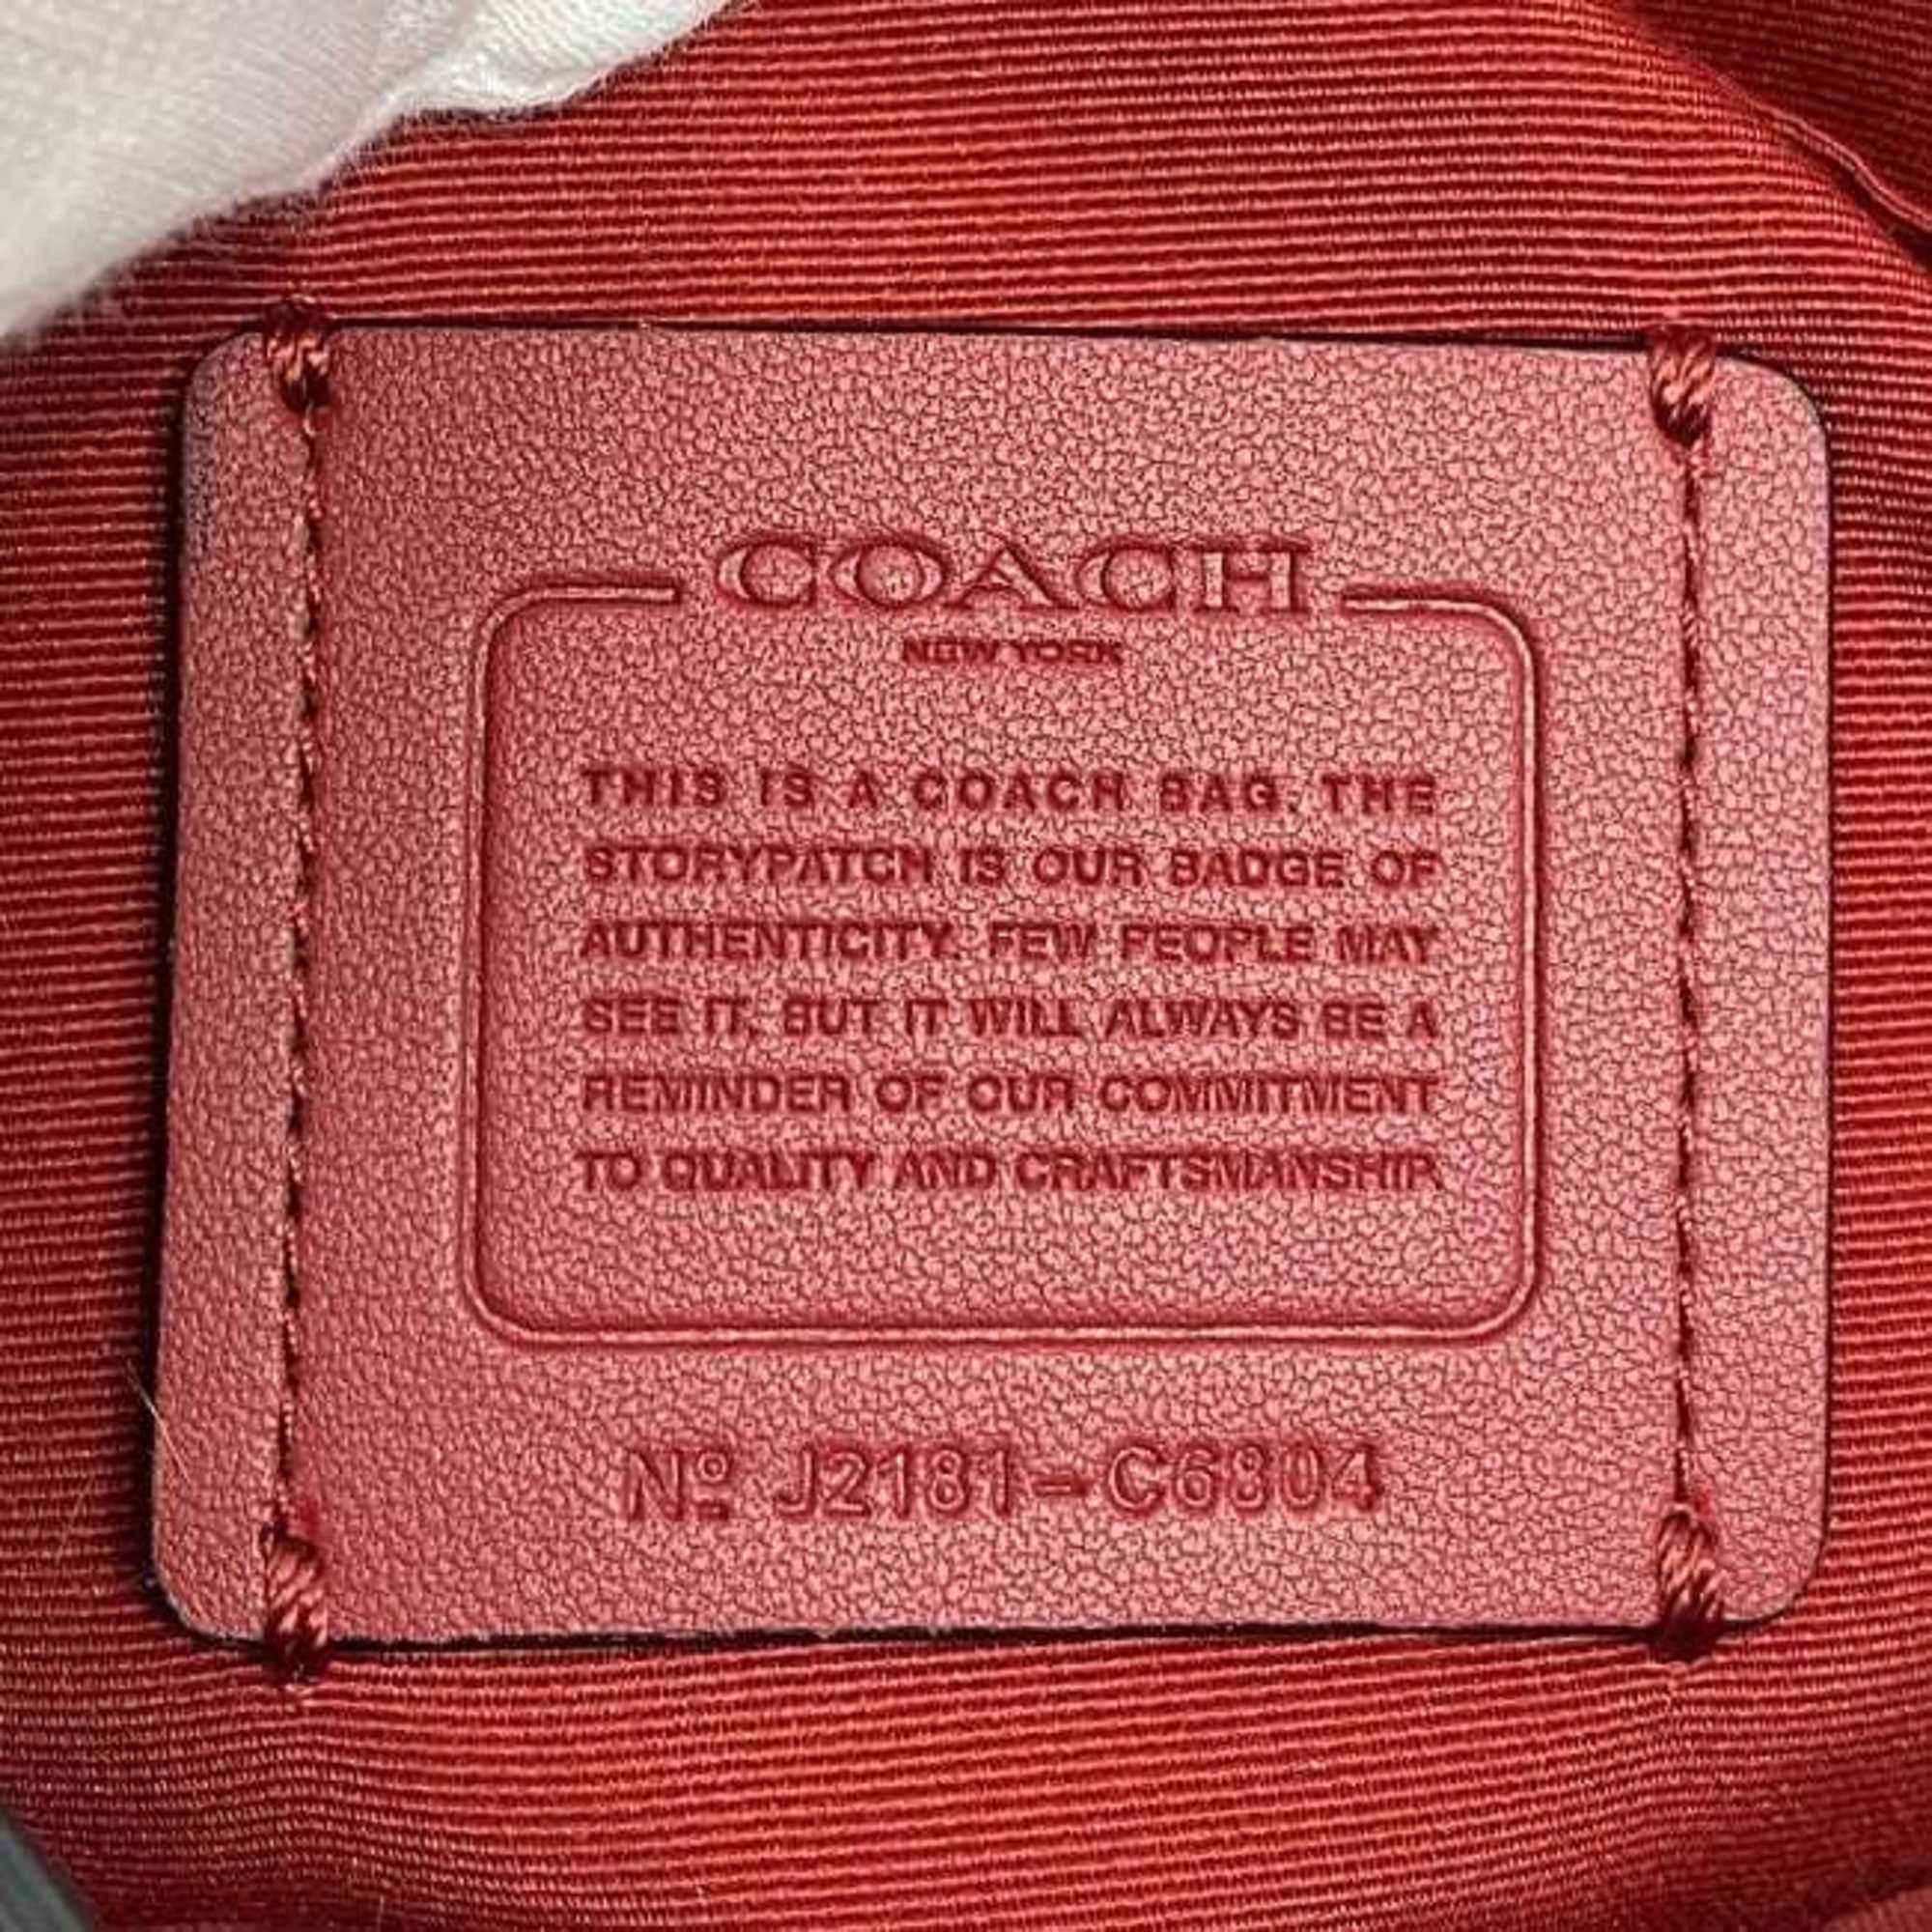 COACH
NEW YORK
THIS IS A COACH BAG. THE
STORYPATCH IS OUR BADGE OF
AUTHENTICITY. FEW PEOPLE MAY
SEE IT, BUT IT WILL ALWAYS BE A
REMINDER OF OUR COMMITMENT
TO QUALITY AND CRAFTSMANSHIP.
Nº J2181-C6804